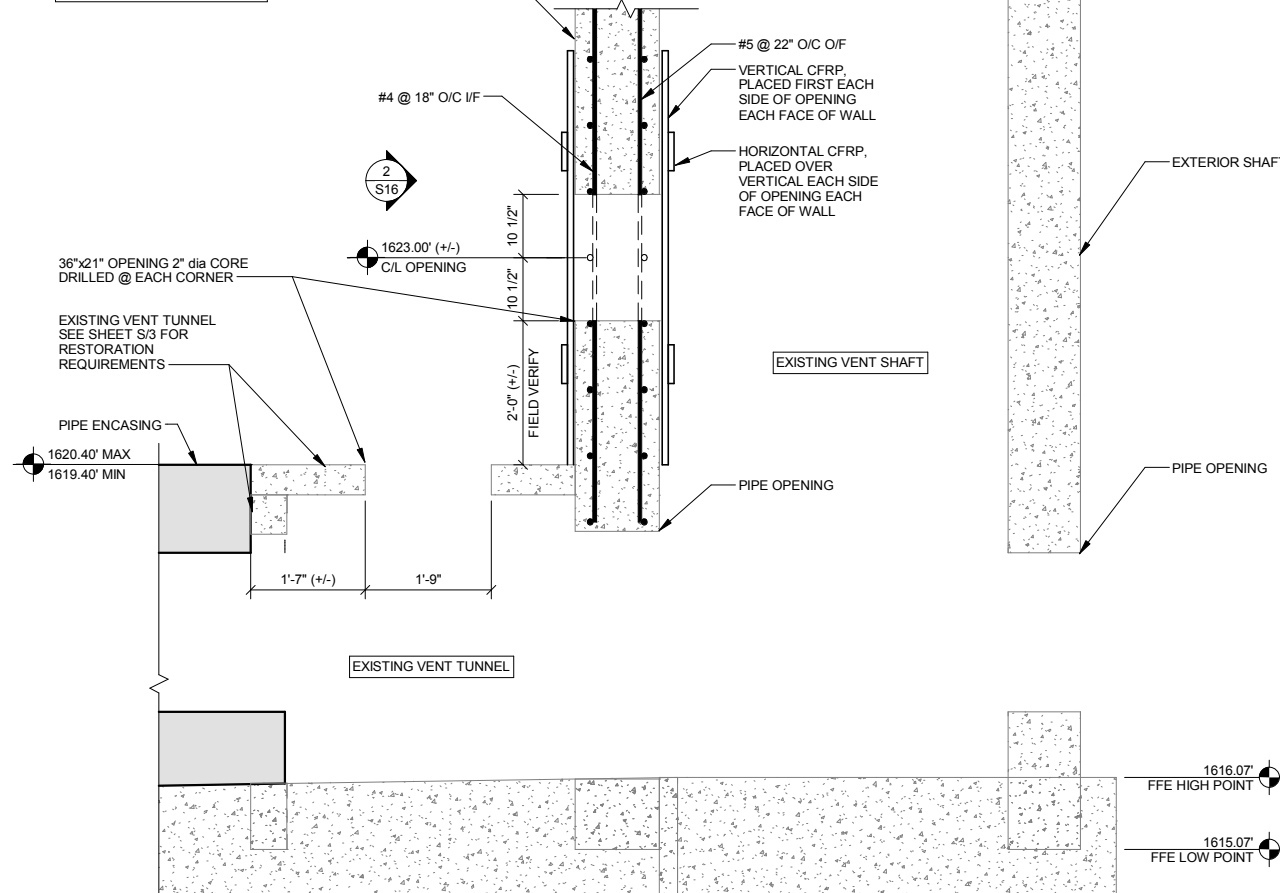 #5 @ 22" O/C O/F
VERTICAL CFRP,
PLACED FIRST EACH
SIDE OF OPENING
EACH FACE OF WALL
#4 @ 18" O/C I/F
HORIZONTAL CFRP,
PLACED OVER
VERTICAL EACH SIDE
OF OPENING EACH
FACE OF WALL
EXTERIOR SHAFT
2
S16
10 1/2"
1623.00' (+/-)
C/L OPENING
10 1/2"
36"x21" OPENING 2" dia CORE
DRILLED @ EACH CORNER
EXISTING VENT TUNNEL
SEE SHEET S/3 FOR
RESTORATION
REQUIREMENTS
2'-0" (+/-)
FIELD VERIFY
EXISTING VENT SHAFT
PIPE ENCASING
1620.40' MAX
1619.40' MIN
PIPE OPENING
PIPE OPENING
1'-7" (+/-)
1'-9"
EXISTING VENT TUNNEL
1616.07'
FFE HIGH POINT
1615.07'
FFE LOW POINT